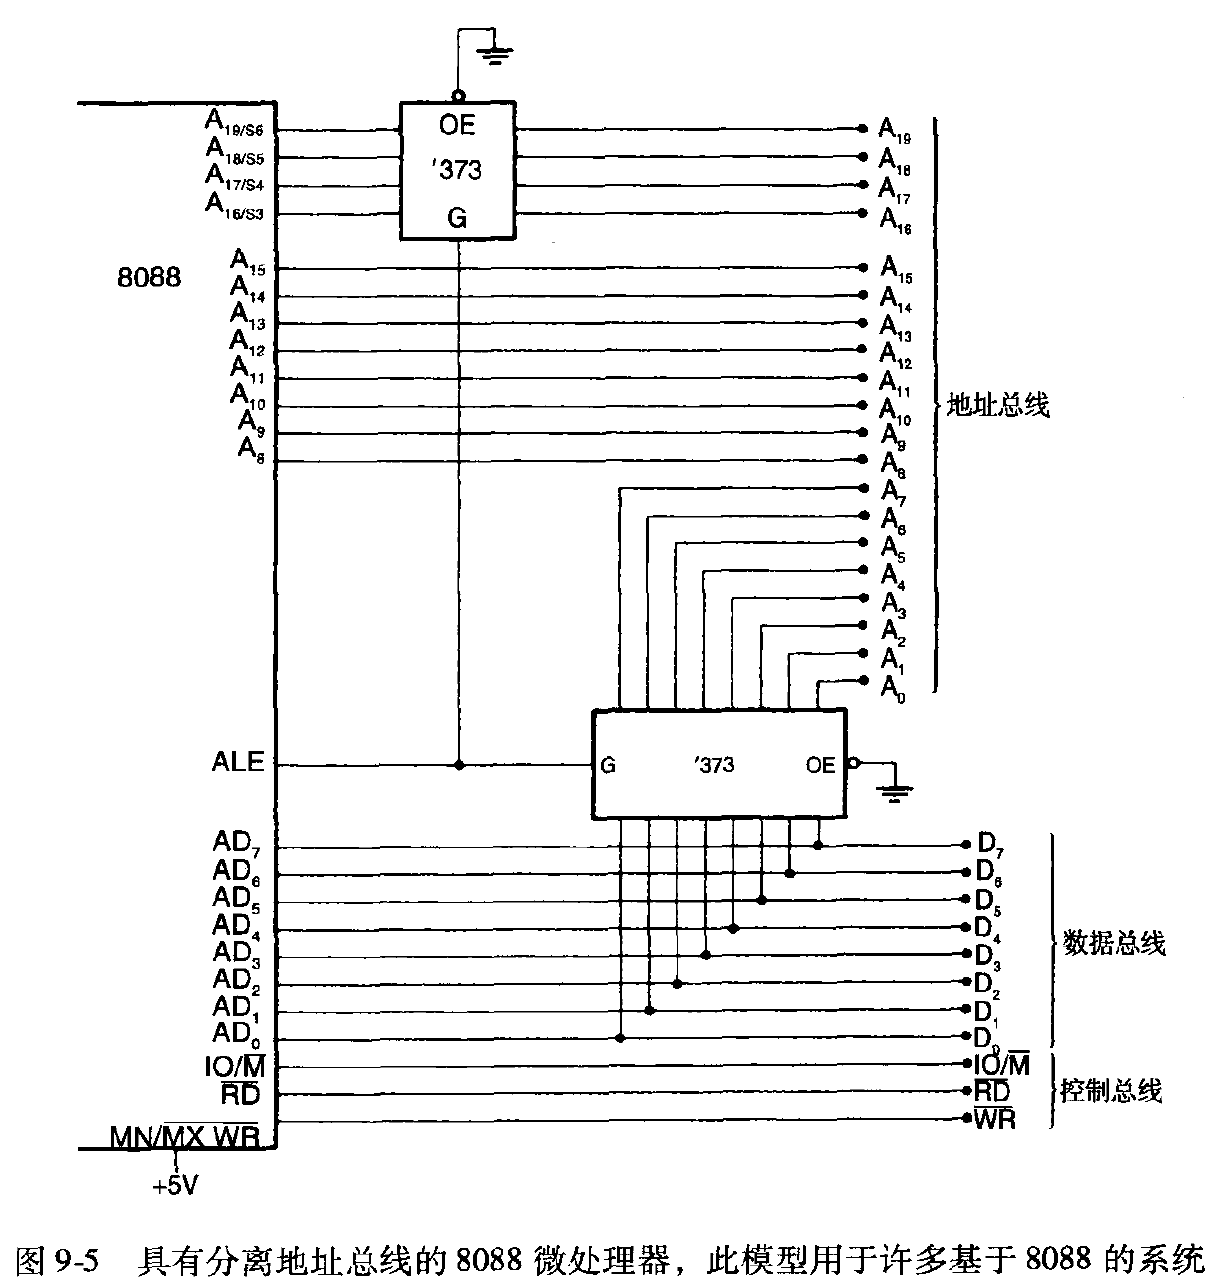 OE
'373
G
8088
A19/S6
A18/S5
A17/S4
A16/S3
A15
A14
A13
A12
A11
A10
A9
A8
ALE
AD7
AD6
AD5
AD4
AD3
AD2
AD1
AD0
IO/M̅
R̅D̅
MN/M̅X̅ W̅R̅
+5V
G
'373
OE
A19
A18
A17
A16
A15
A14
A13
A12
A11
A10
A9
A8
A7
A6
A5
A4
A3
A2
A1
A0
地址总线
D7
D6
D5
D4
D3
D2
D1
D0
数据总线
IO/M̅
R̅D̅
W̅R̅
控制总线
图 9-5 具有分离地址总线的 8088 微处理器，此模型用于许多基于 8088 的系统